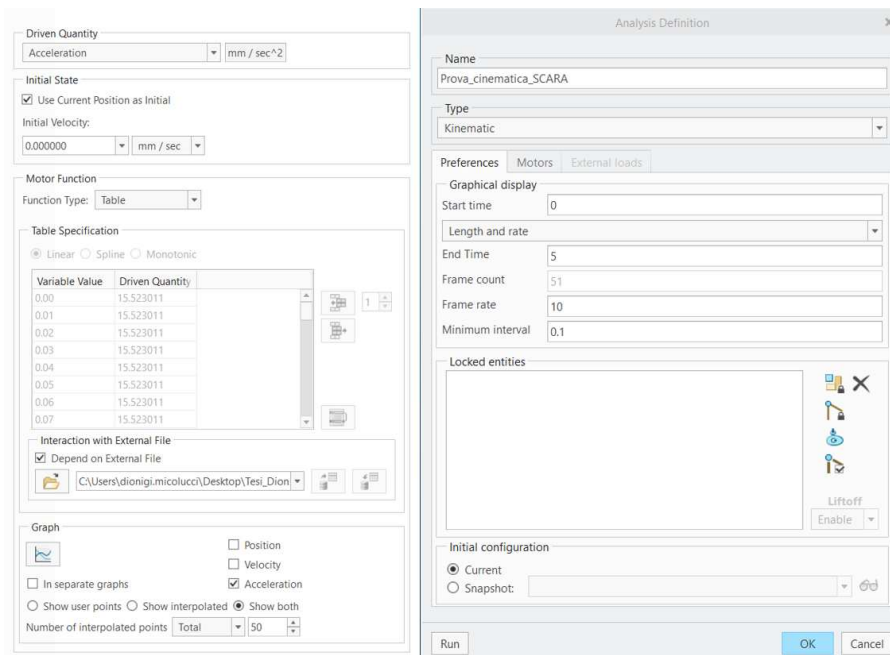 Driven Quantity
Acceleration mm / sec^2
Initial State
Use Current Position as Initial
Initial Velocity:
0.000000 mm / sec
Motor Function
Function Type: Table
Table Specification
Linear Spline Monotonic
Variable Value Driven Quantity
0.00 15.523011
0.01 15.523011
0.02 15.523011
0.03 15.523011
0.04 15.523011
0.05 15.523011
0.06 15.523011
0.07 15.523011
1
Interaction with External File
Depend on External File
C:\Users\dionigi.micolucci\Desktop\Tesi_Dion
Graph
Position
Velocity
In separate graphs Acceleration
Show user points Show interpolated Show both
Number of interpolated points Total 50
Analysis Definition
Name
Prova_cinematica_SCARA
Type
Kinematic
Preferences Motors External loads
Graphical display
Start time 0
Length and rate
End Time 5
Frame count 51
Frame rate 10
Minimum interval 0.1
Locked entities
Liftoff
Enable
Initial configuration
Current
Snapshot:
Run OK Cancel